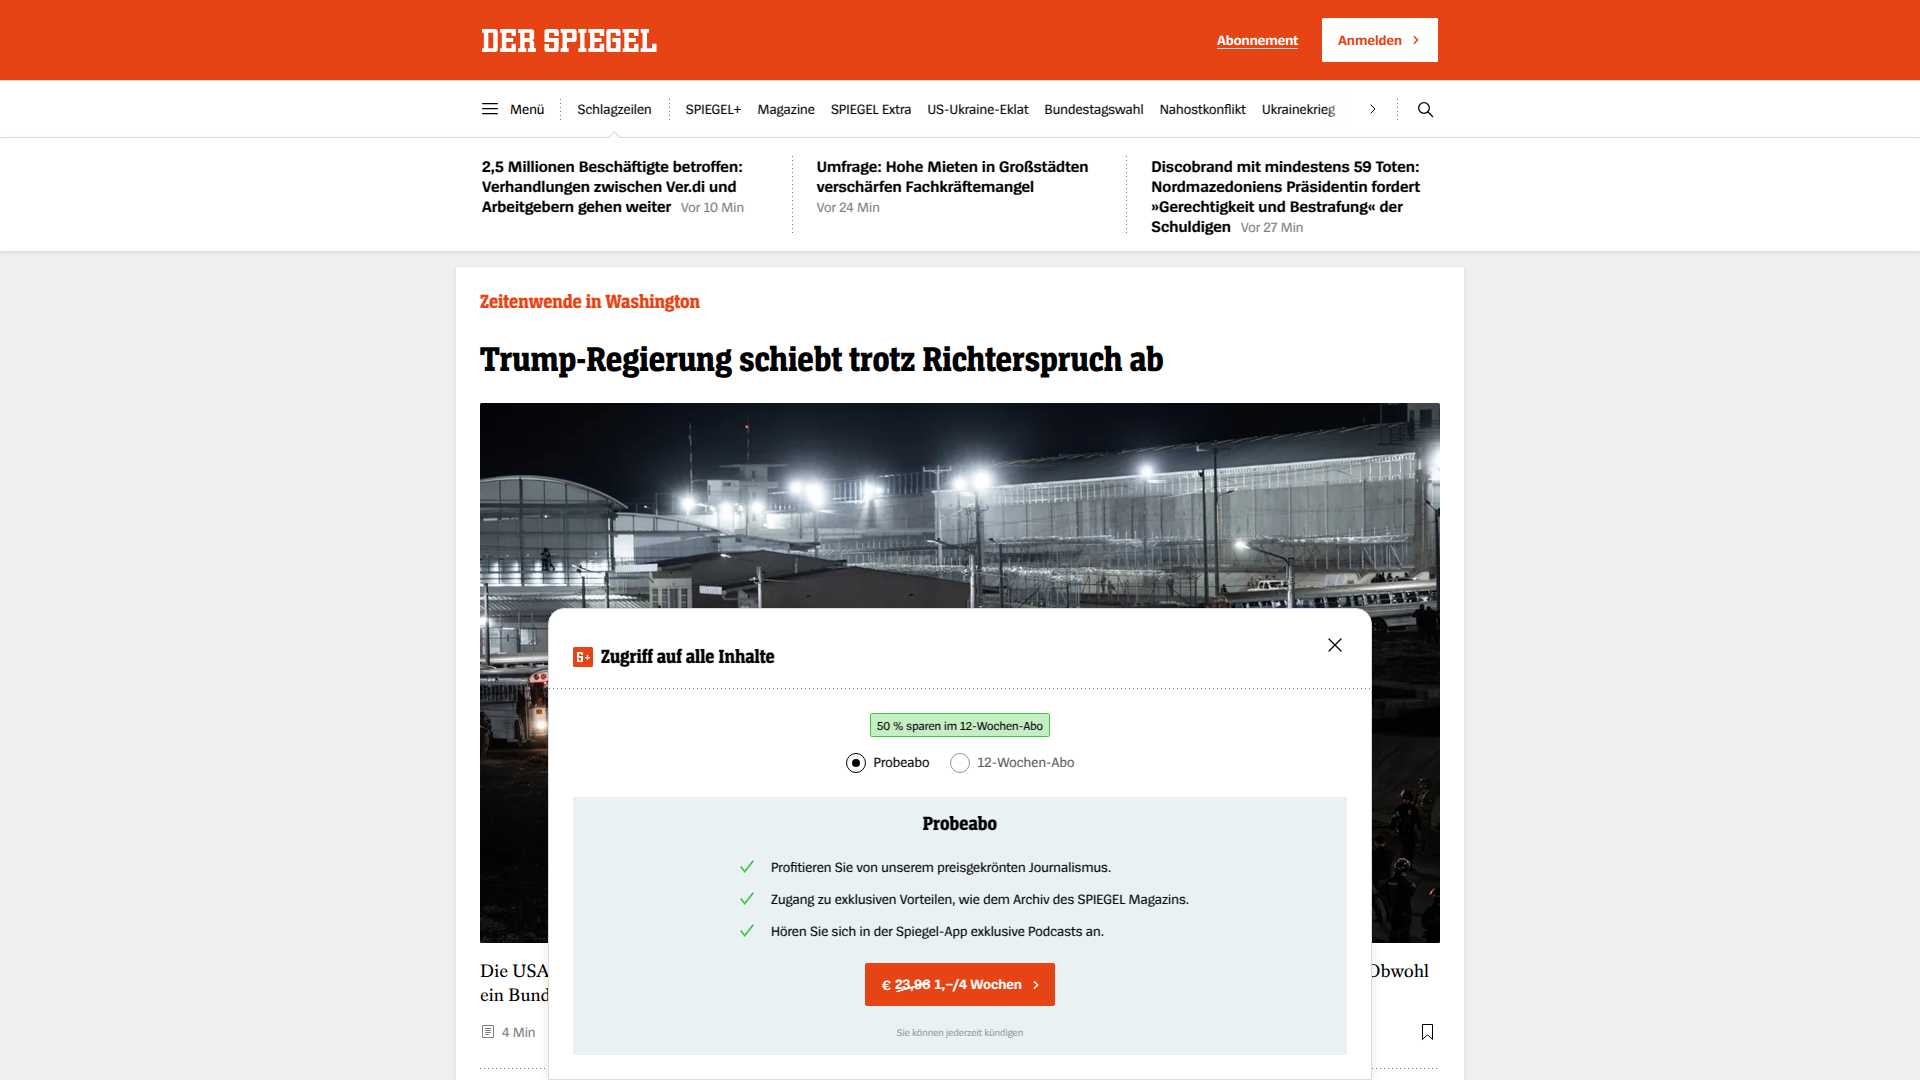 DER SPIEGEL
Abonnement
Anmelden
Menü
Schlagzeilen
SPIEGEL+
Magazine
SPIEGEL Extra
US-Ukraine-Eklat
Bundestagswahl
Nahostkonflikt
Ukrainekrieg
2,5 Millionen Beschäftigte betroffen:
Verhandlungen zwischen Ver.di und
Arbeitgebern gehen weiter Vor 10 Min
Umfrage: Hohe Mieten in Großstädten
verschärfen Fachkräftemangel
Vor 24 Min
Discobrand mit mindestens 59 Toten:
Nordmazedoniens Präsidentin fordert
»Gerechtigkeit und Bestrafung« der
Schuldigen Vor 27 Min
Zeitenwende in Washington
Trump-Regierung schiebt trotz Richterspruch ab
S+ Zugriff auf alle Inhalte
50 % sparen im 12-Wochen-Abo
Probeabo
12-Wochen-Abo
Probeabo
Profitieren Sie von unserem preisgekrönten Journalismus.
Zugang zu exklusiven Vorteilen, wie dem Archiv des SPIEGEL Magazins.
Hören Sie sich in der Spiegel-App exklusive Podcasts an.
€ 23,96 1,–/4 Wochen
Sie können jederzeit kündigen
Die USA
Obwohl
ein Bund
4 Min